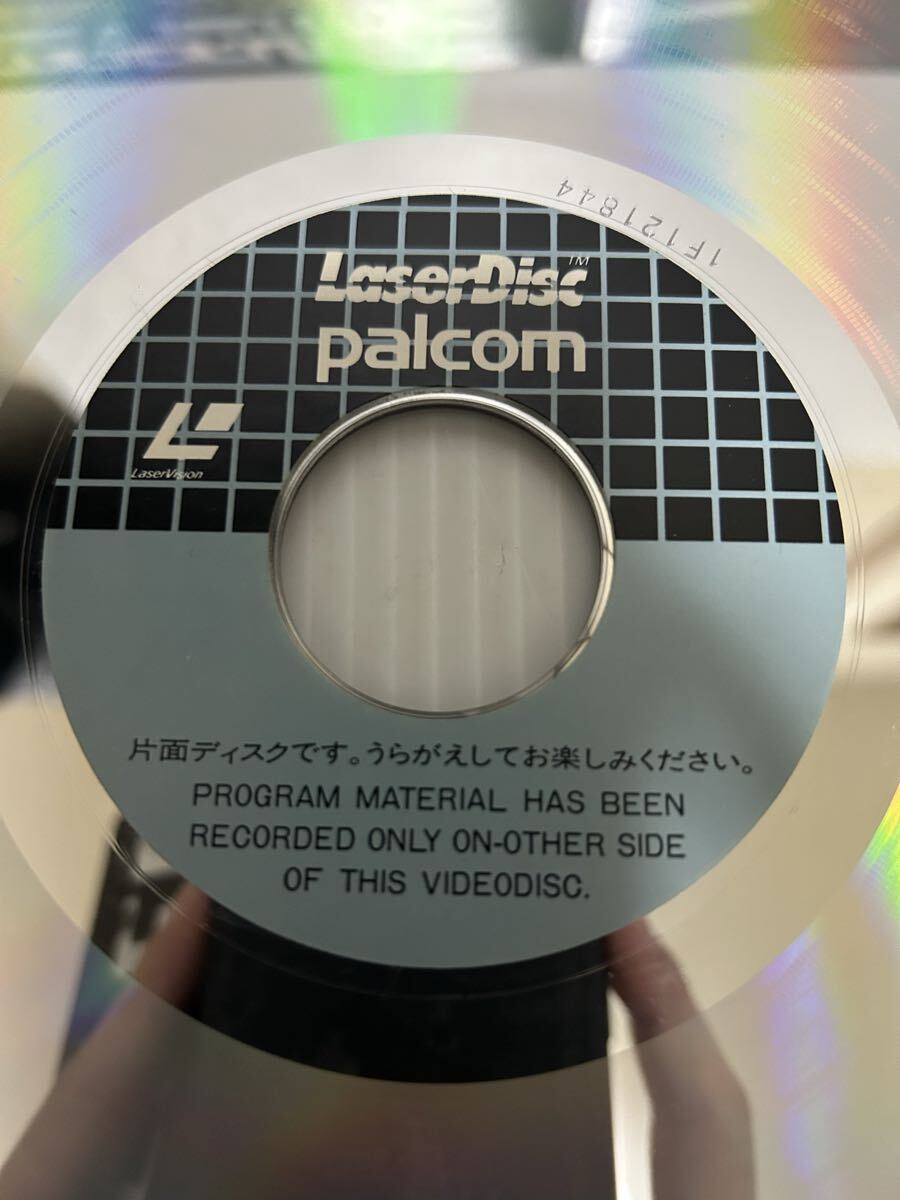 1F121844
LaserDisc™
palcom
LaserVision
片面ディスクです。うらがえしてお楽しみください。
PROGRAM MATERIAL HAS BEEN
RECORDED ONLY ON-OTHER SIDE
OF THIS VIDEODISC.